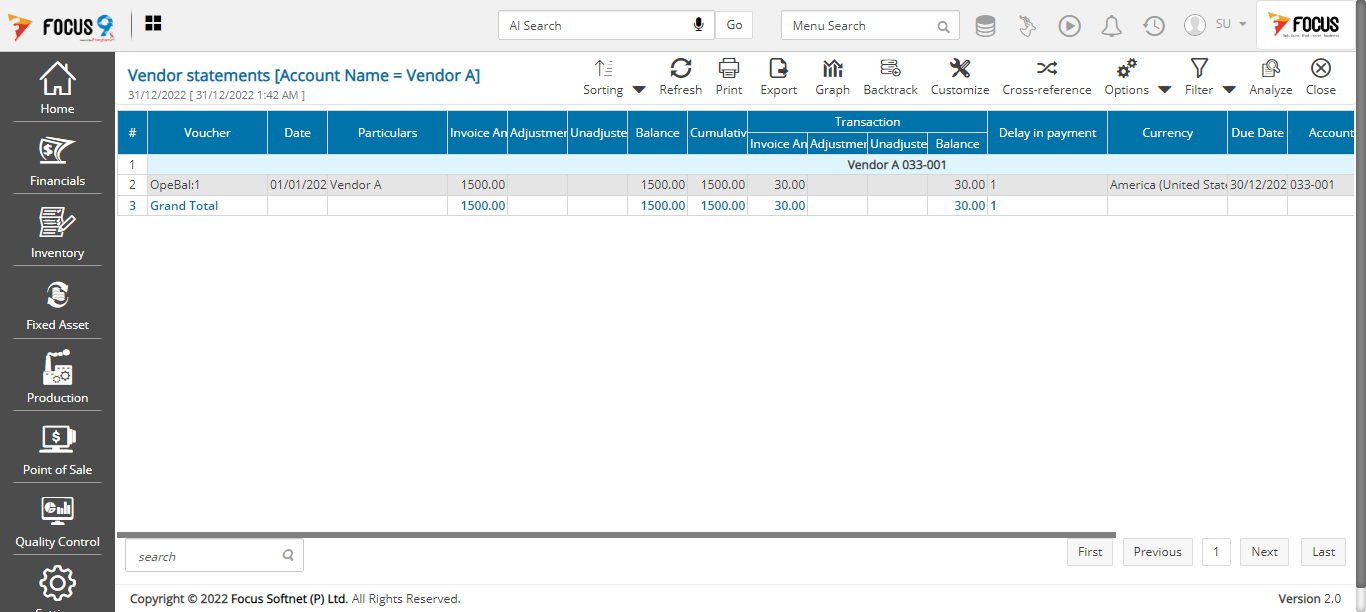 FOCUS 9
AI Search
Go
Menu Search
SU
FOCUS
Home
Financials
Inventory
Fixed Asset
Production
Point of Sale
Quality Control
Vendor statements [Account Name = Vendor A]
31/12/2022 [ 31/12/2022 1:42 AM ]
Sorting Refresh Print Export Graph Backtrack Customize Cross-reference Options Filter Analyze Close
Transaction
# Voucher Date Particulars Invoice An Adjustmer Unadjuste Balance Cumulativ Invoice An Adjustmer Unadjuste Balance Delay in payment Currency Due Date Account
1 Vendor A 033-001
2 OpeBal:1 01/01/202 Vendor A 1500.00 1500.00 1500.00 30.00 30.00 1 America (United State 30/12/202 033-001
3 Grand Total 1500.00 1500.00 1500.00 30.00 30.00 1
search
First Previous 1 Next Last
Copyright © 2022 Focus Softnet (P) Ltd. All Rights Reserved.
Version 2.0